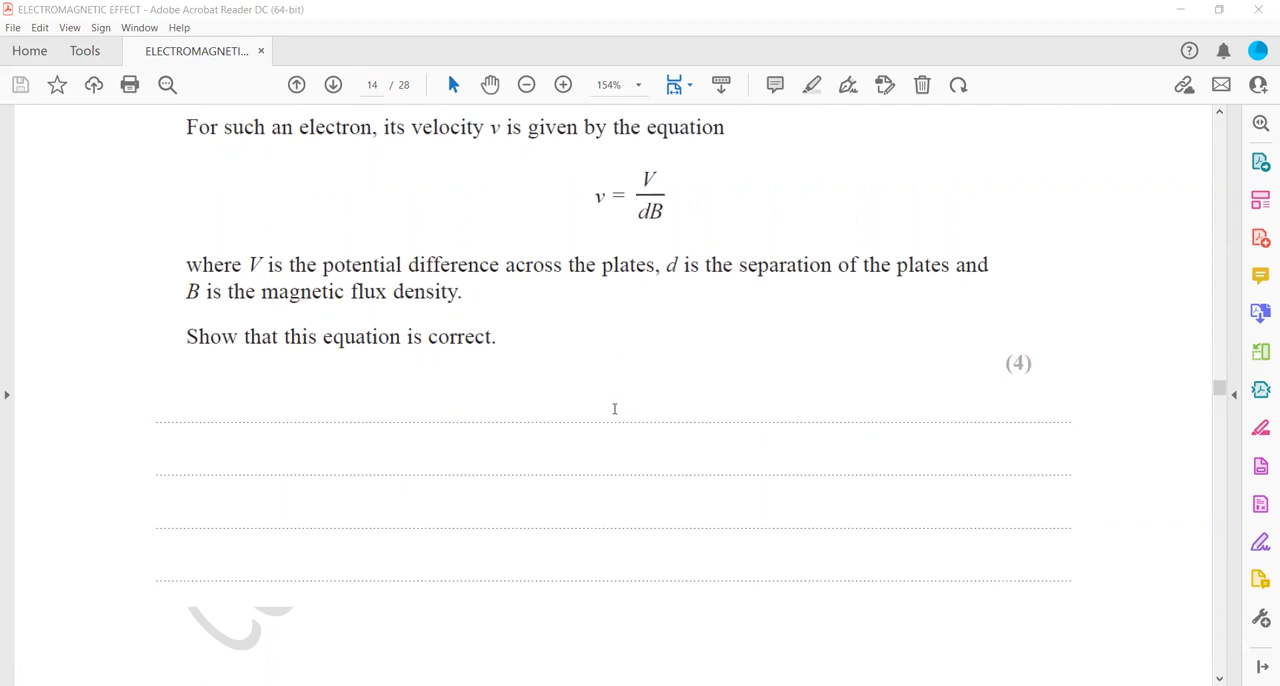 ELECTROMAGNETIC EFFECT - Adobe Acrobat Reader DC (64-bit)
File Edit View Sign Window Help
Home Tools ELECTROMAGNETI... ×
14 / 28 154%
For such an electron, its velocity v is given by the equation
v = V / dB
where V is the potential difference across the plates, d is the separation of the plates and
B is the magnetic flux density.
Show that this equation is correct.
(4)